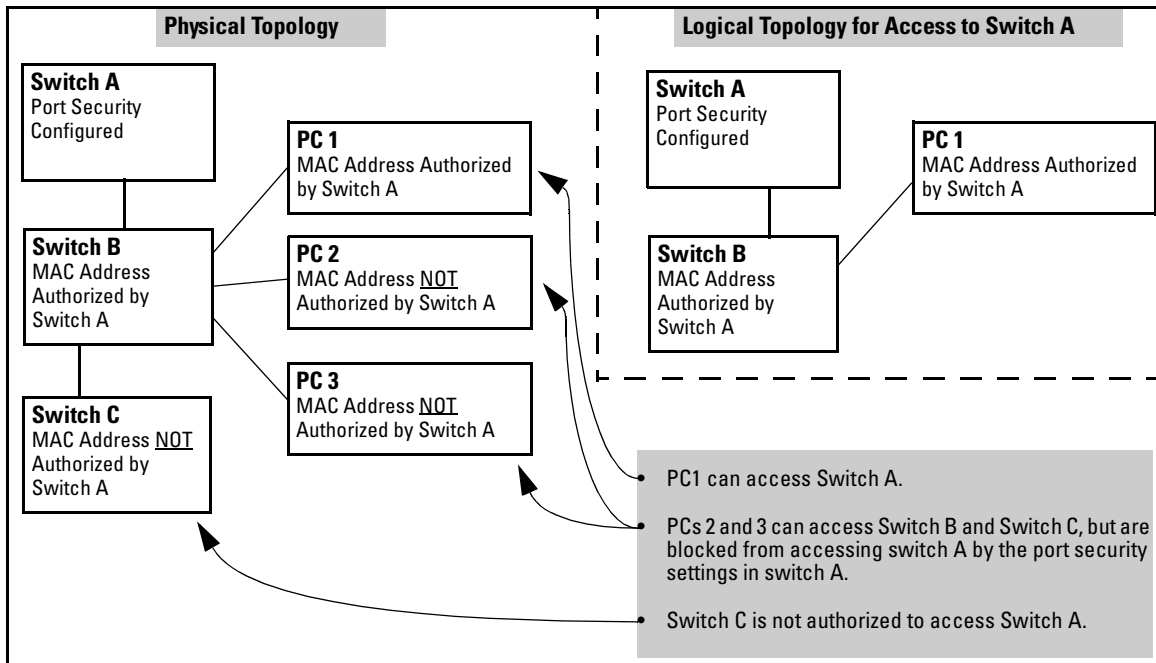 Physical Topology
Switch A
Port Security
Configured
PC 1
MAC Address Authorized
by Switch A
Switch B
MAC Address
Authorized by
Switch A
PC 2
MAC Address NOT
Authorized by Switch A
PC 3
MAC Address NOT
Authorized by Switch A
Switch C
MAC Address NOT
Authorized by
Switch A
Logical Topology for Access to Switch A
Switch A
Port Security
Configured
PC 1
MAC Address Authorized
by Switch A
Switch B
MAC Address
Authorized by
Switch A
• PC1 can access Switch A.
• PCs 2 and 3 can access Switch B and Switch C, but are
blocked from accessing switch A by the port security
settings in switch A.
• Switch C is not authorized to access Switch A.